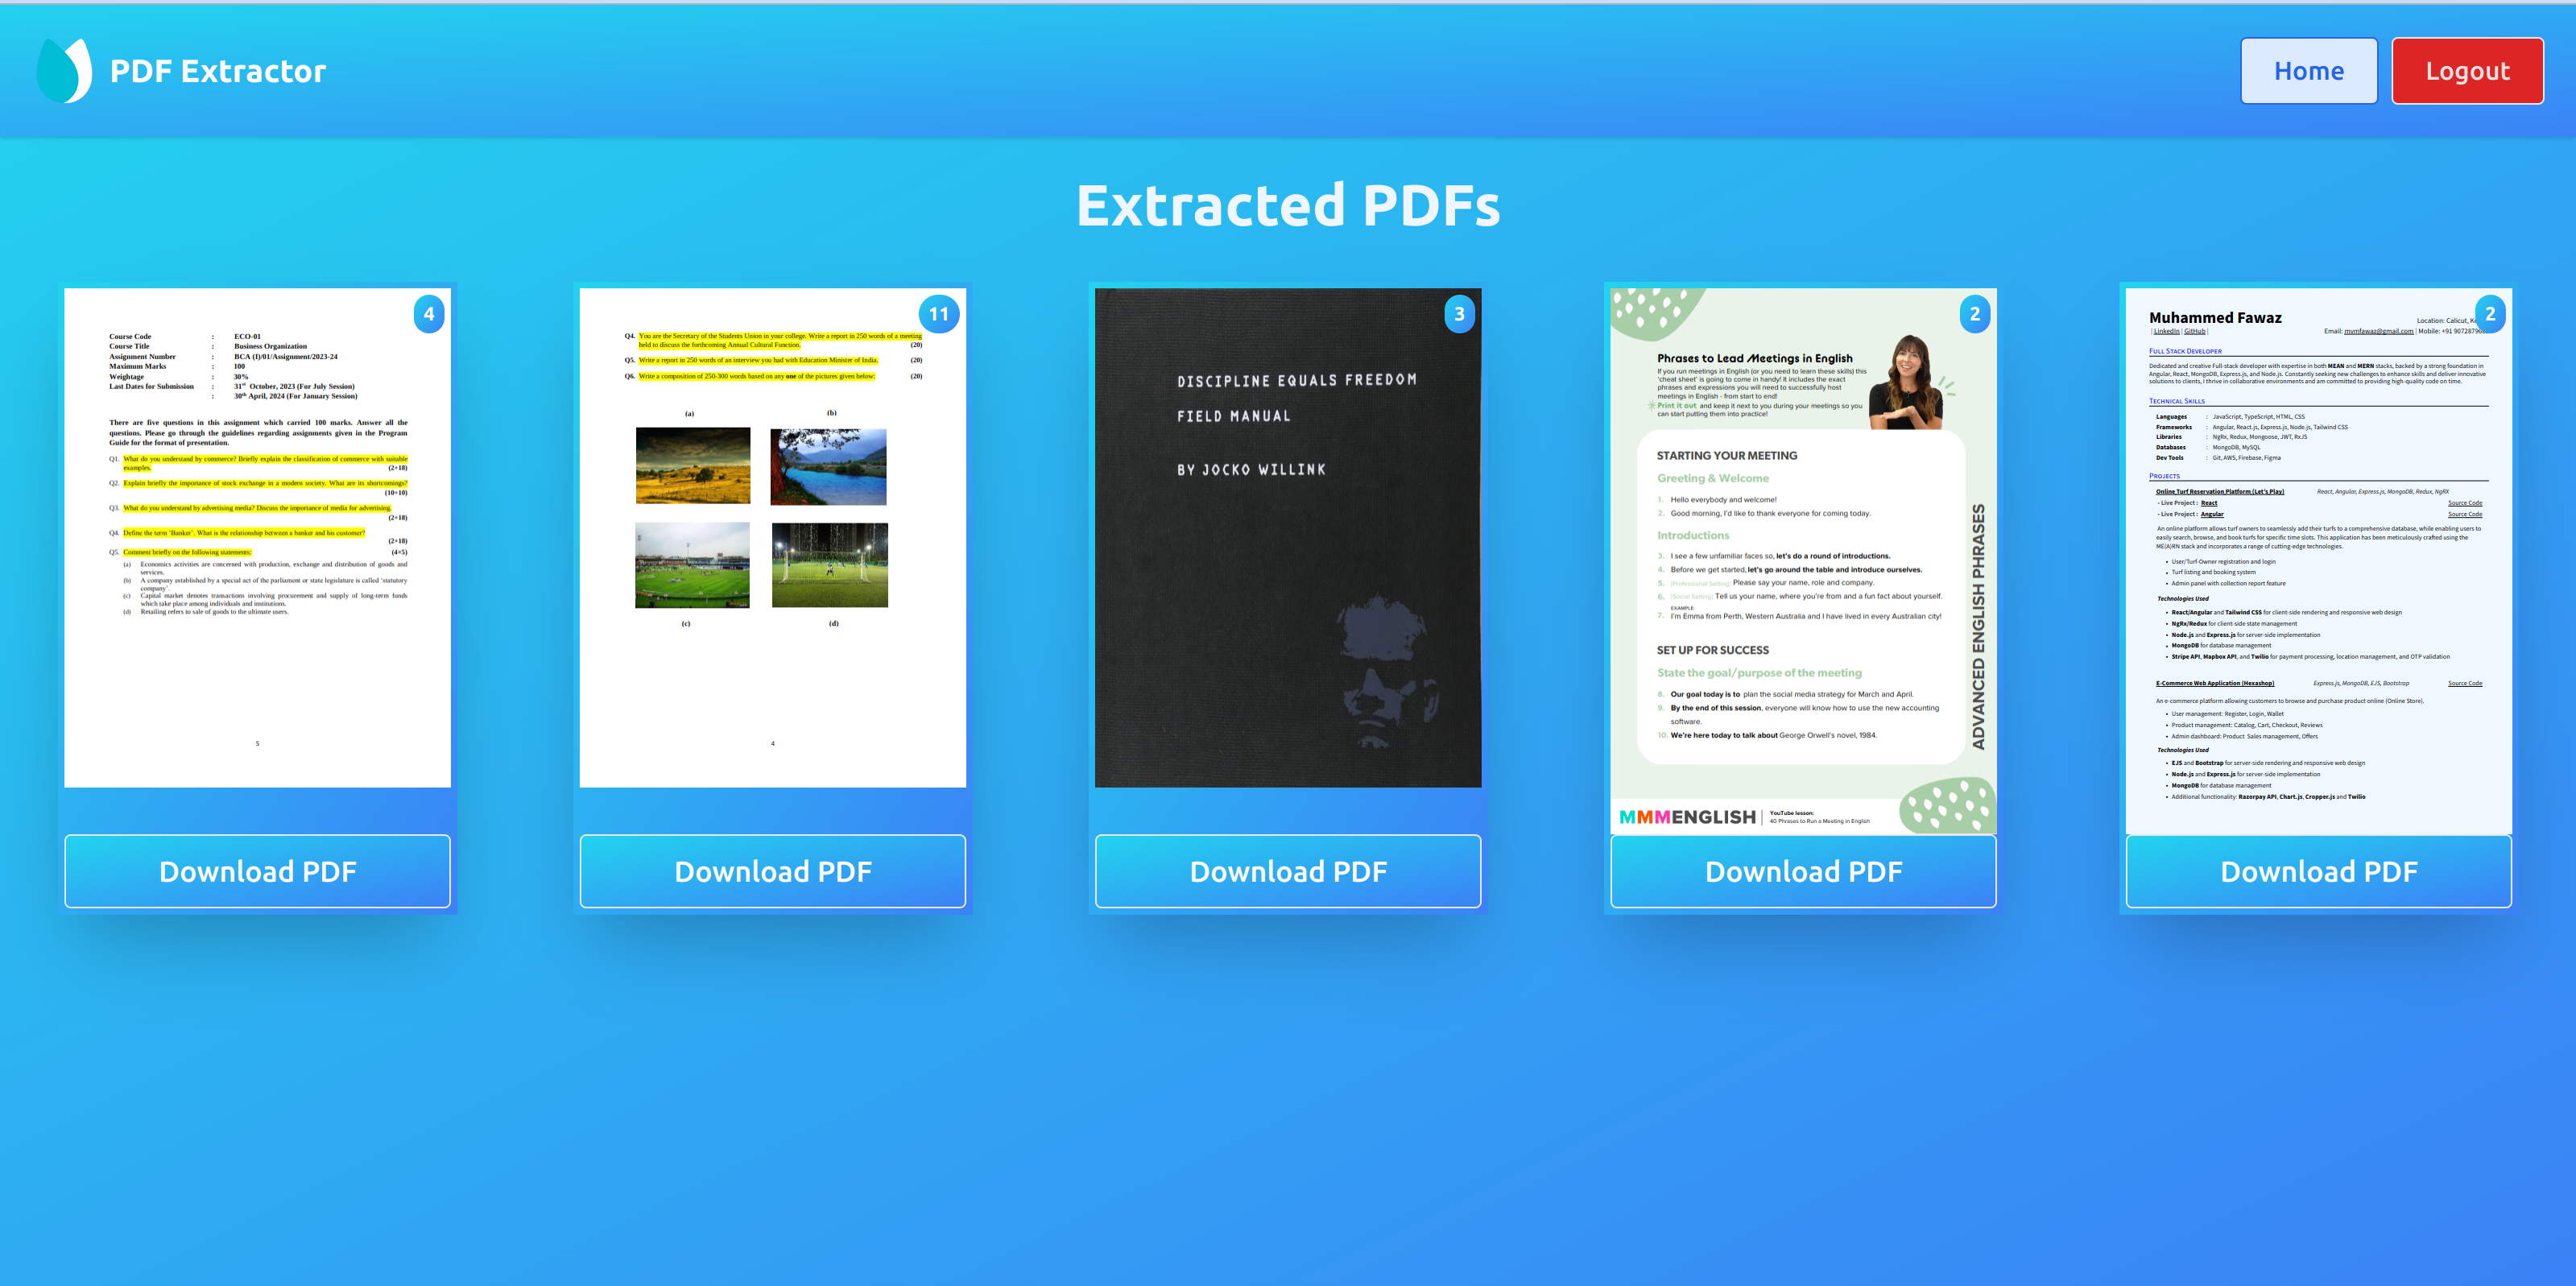 PDF Extractor
Home
Logout
Extracted PDFs
4
Course Code : ECO-01
Course Title : Business Organization
Assignment Number : BCA (I)/01/Assignment/2023-24
Maximum Marks : 100
Weightage : 30%
Last Dates for Submission : 31st October, 2023 (For July Session)
: 30th April, 2024 (For January Session)
There are five questions in this assignment which carried 100 marks. Answer all the
questions. Please go through the guidelines regarding assignments given in the Program
Guide for the format of presentation.
Q1. What do you understand by commerce? Briefly explain the classification of commerce with suitable
examples. (2+18)
Q2. Explain briefly the importance of stock exchange in a modern society. What are its shortcomings?
(10+10)
Q3. What do you understand by advertising media? Discuss the importance of media for advertising.
(2+18)
Q4. Define the term 'Banker'. What is the relationship between a banker and his customer?
(2+18)
Q5. Comment briefly on the following statements: (4×5)
(a) Economics activities are concerned with production, exchange and distribution of goods and
services.
(b) A company established by a special act of the parliament or state legislature is called 'statutory
company'.
(c) Capital market denotes transactions involving procurement and supply of long-term funds
which take place among individuals and institutions.
(d) Retailing refers to sale of goods to the ultimate users.
5
Download PDF
11
Q4. You are the Secretary of the Students Union in your college. Write a report in 250 words of a meeting
held to discuss the forthcoming Annual Cultural Function. (20)
Q5. Write a report in 250 words of an interview you had with Education Minister of India. (20)
Q6. Write a composition of 250-300 words based on any one of the pictures given below: (20)
(a) (b)
(c) (d)
4
Download PDF
3
DISCIPLINE EQUALS FREEDOM
FIELD MANUAL
BY JOCKO WILLINK
Download PDF
2
Phrases to Lead Meetings in English
If you run meetings in English (or you need to learn these skills) this
'cheat sheet' is going to come in handy! It includes the exact
phrases and expressions you will need to successfully host
meetings in English - from start to end!
Print it out and keep it next to you during your meetings so you
can start putting them into practice!
STARTING YOUR MEETING
Greeting & Welcome
1. Hello everybody and welcome!
2. Good morning, I'd like to thank everyone for coming today.
Introductions
3. I see a few unfamiliar faces so, let's do a round of introductions.
4. Before we get started, let's go around the table and introduce ourselves.
5. [Professional Setting] Please say your name, role and company.
6. [Social Setting] Tell us your name, where you're from and a fun fact about yourself.
EXAMPLE:
7. I'm Emma from Perth, Western Australia and I have lived in every Australian city!
SET UP FOR SUCCESS
State the goal/purpose of the meeting
8. Our goal today is to plan the social media strategy for March and April.
9. By the end of this session, everyone will know how to use the new accounting
software.
10. We're here today to talk about George Orwell's novel, 1984.
ADVANCED ENGLISH PHRASES
MMMENGLISH
YouTube lesson:
40 Phrases to Run a Meeting in English
Download PDF
2
Muhammed Fawaz
Location: Calicut,
| LinkedIn | GitHub |
Email: mvmfawaz@gmail.com | Mobile: +91 9072879
FULL STACK DEVELOPER
Dedicated and creative Full-stack developer with expertise in both MEAN and MERN stacks, backed by a strong foundation in
Angular, React, MongoDB, Express.js, and Node.js. Constantly seeking new challenges to enhance skills and deliver innovative
solutions to clients, I thrive in collaborative environments and am committed to providing high-quality code on time.
TECHNICAL SKILLS
Languages : JavaScript, TypeScript, HTML, CSS
Frameworks : Angular, React.js, Express.js, Node.js, Tailwind CSS
Libraries : NgRx, Redux, Mongoose, JWT, RxJS
Databases : MongoDB, MySQL
Dev Tools : Git, AWS, Firebase, Figma
PROJECTS
Online Turf Reservation Platform (Let's Play) React, Angular, Express.js, MongoDB, Redux, NgRX
- Live Project : React Source Code
- Live Project : Angular Source Code
An online platform allows turf owners to seamlessly add their turfs to a comprehensive database, while enabling users to
easily search, browse, and book turfs for specific time slots. This application has been meticulously crafted using the
ME(A)RN stack and incorporates a range of cutting-edge technologies.
• User/Turf-Owner registration and login
• Turf listing and booking system
• Admin panel with collection report feature
Technologies Used
• React/Angular and Tailwind CSS for client-side rendering and responsive web design
• NgRx/Redux for client-side state management
• Node.js and Express.js for server-side implementation
• MongoDB for database management
• Stripe API, Mapbox API, and Twilio for payment processing, location management, and OTP validation
E-Commerce Web Application (Hexashop) Express.js, MongoDB, EJS, Bootstrap Source Code
An e-commerce platform allowing customers to browse and purchase product online (Online Store).
• User management: Register, Login, Wallet
• Product management: Catalog, Cart, Checkout, Reviews
• Admin dashboard: Product Sales management, Offers
Technologies Used
• EJS and Bootstrap for server-side rendering and responsive web design
• Node.js and Express.js for server-side implementation
• MongoDB for database management
• Additional functionality: Razorpay API, Chart.js, Cropper.js and Twilio
Download PDF